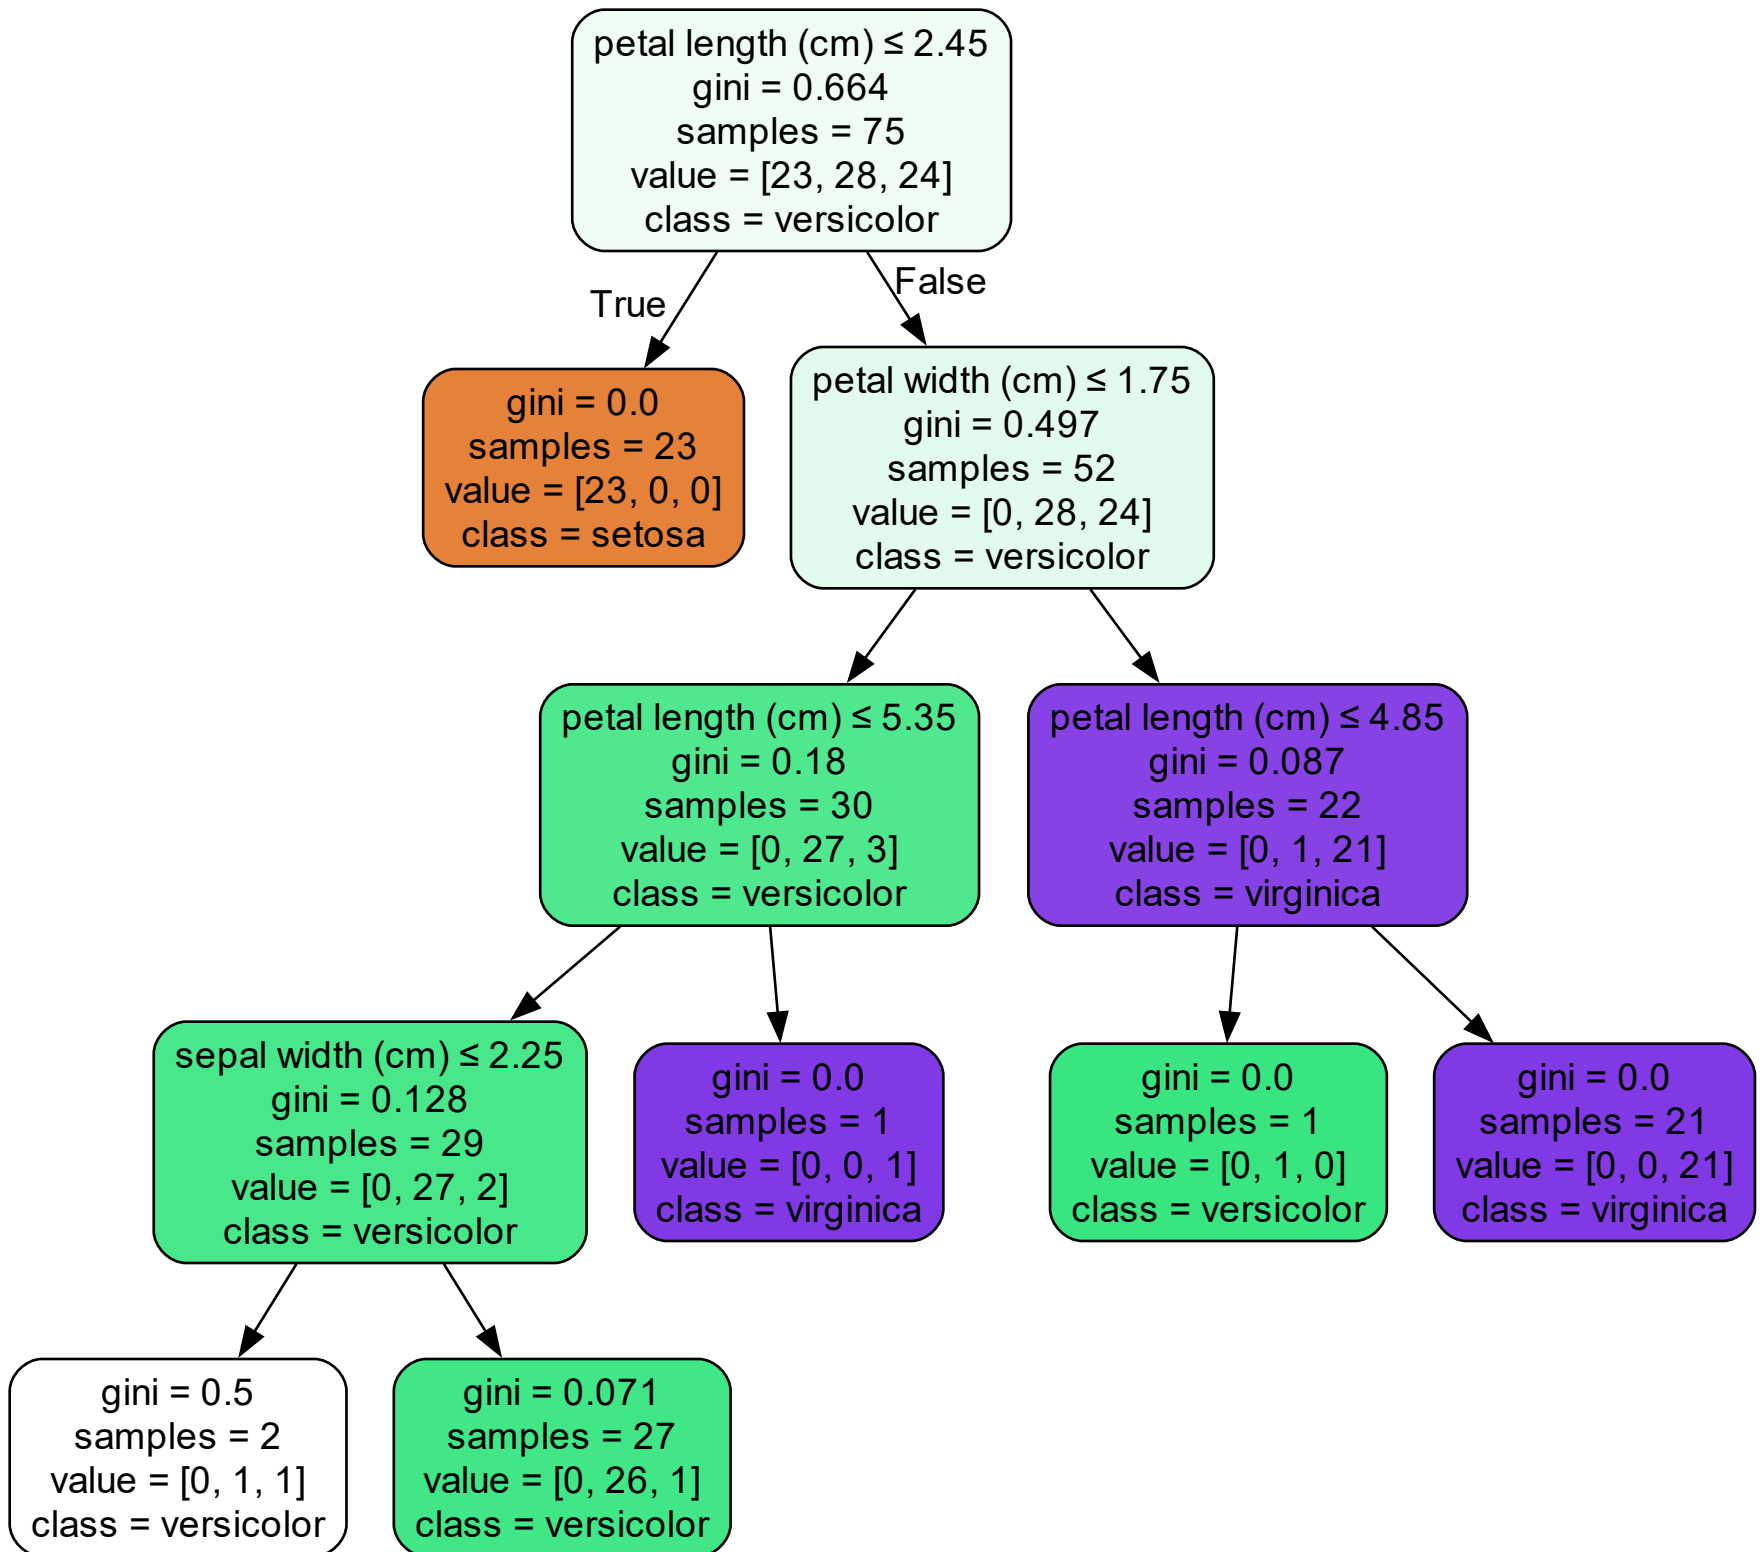 petal length (cm) ≤ 2.45
gini = 0.664
samples = 75
value = [23, 28, 24]
class = versicolor
True
False
gini = 0.0
samples = 23
value = [23, 0, 0]
class = setosa
petal width (cm) ≤ 1.75
gini = 0.497
samples = 52
value = [0, 28, 24]
class = versicolor
petal length (cm) ≤ 5.35
gini = 0.18
samples = 30
value = [0, 27, 3]
class = versicolor
petal length (cm) ≤ 4.85
gini = 0.087
samples = 22
value = [0, 1, 21]
class = virginica
sepal width (cm) ≤ 2.25
gini = 0.128
samples = 29
value = [0, 27, 2]
class = versicolor
gini = 0.0
samples = 1
value = [0, 0, 1]
class = virginica
gini = 0.0
samples = 1
value = [0, 1, 0]
class = versicolor
gini = 0.0
samples = 21
value = [0, 0, 21]
class = virginica
gini = 0.5
samples = 2
value = [0, 1, 1]
class = versicolor
gini = 0.071
samples = 27
value = [0, 26, 1]
class = versicolor